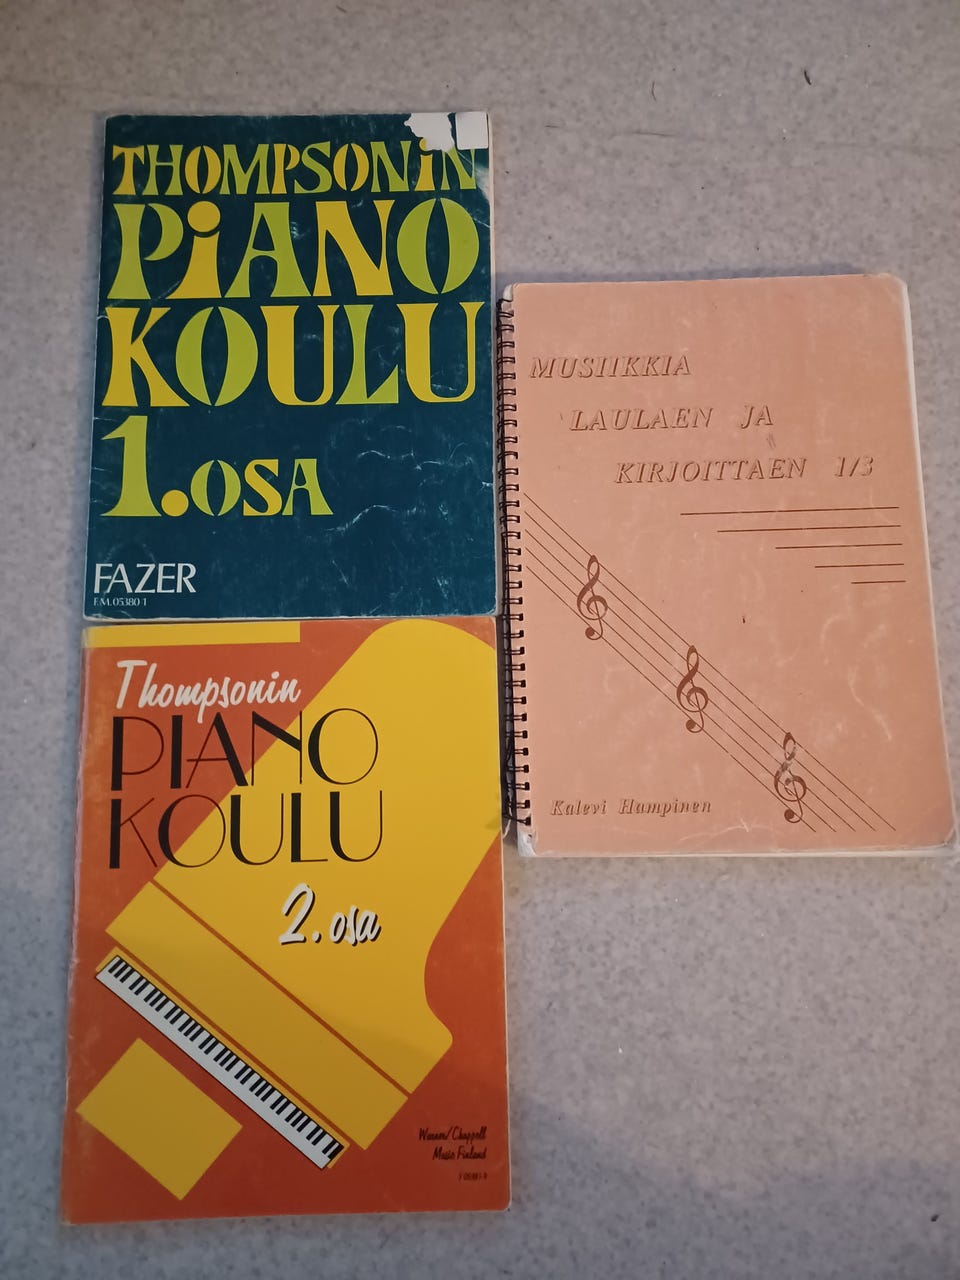 THOMPSONiN
PiANO
KOULU
1.OSA
FAZER
F.M.05380 1
Thompsonin
PIANO
KOULU
2. osa
Warner/Chappell
Music Finland
MUSIIKKIA
LAULAEN JA
KIRJOITTAEN 1/3
Kalevi Hampinen